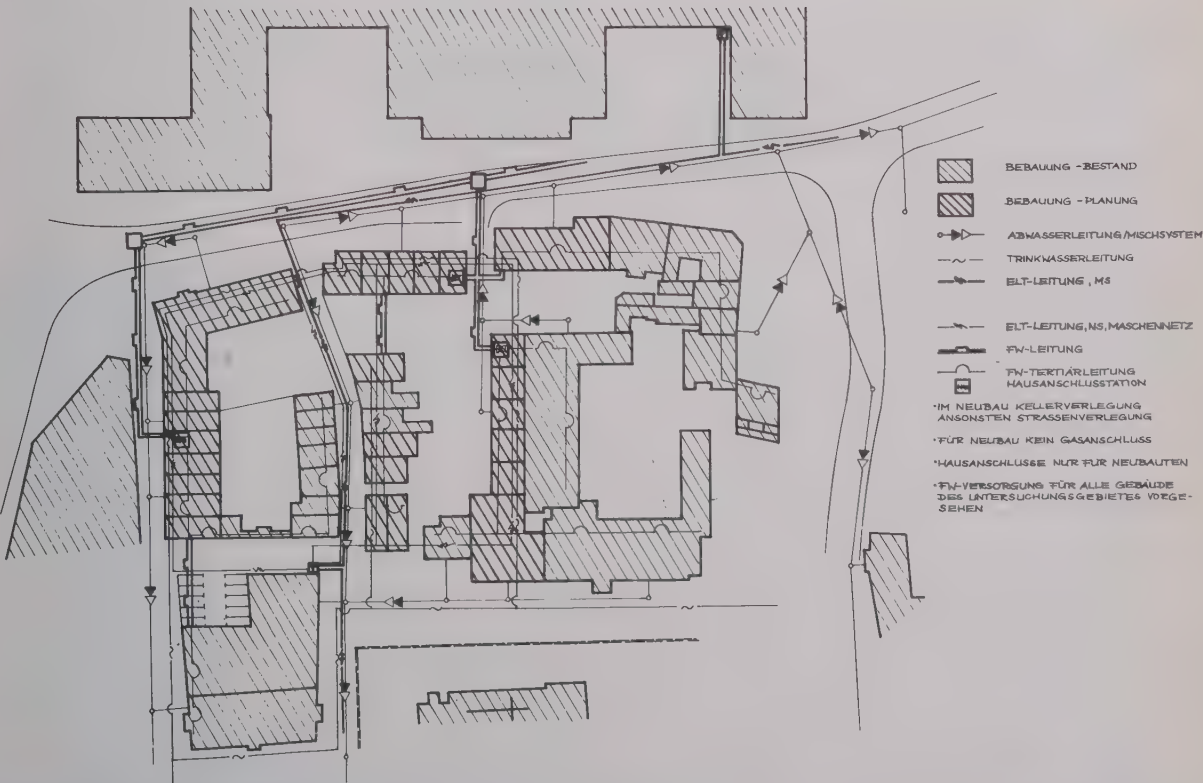 BEBAUUNG - BESTAND
BEBAUUNG - PLANUNG
ABWASSERLEITUNG/MISCHSYSTEM
TRINKWASSERLEITUNG
ELT-LEITUNG, MS
ELT-LEITUNG, NS, MASCHENNETZ
FW-LEITUNG
FW-TERTIÄRLEITUNG
HAUSANSCHLUSSTATION
• IM NEUBAU KELLERVERLEGUNG
ANSONSTEN STRASSENVERLEGUNG
• FÜR NEUBAU KEIN GASANSCHLUSS
• HAUSANSCHLÜSSE NUR FÜR NEUBAUTEN
• FW-VERSORGUNG FÜR ALLE GEBÄUDE
DES UNTERSUCHUNGSGEBIETES VORGE-
SEHEN